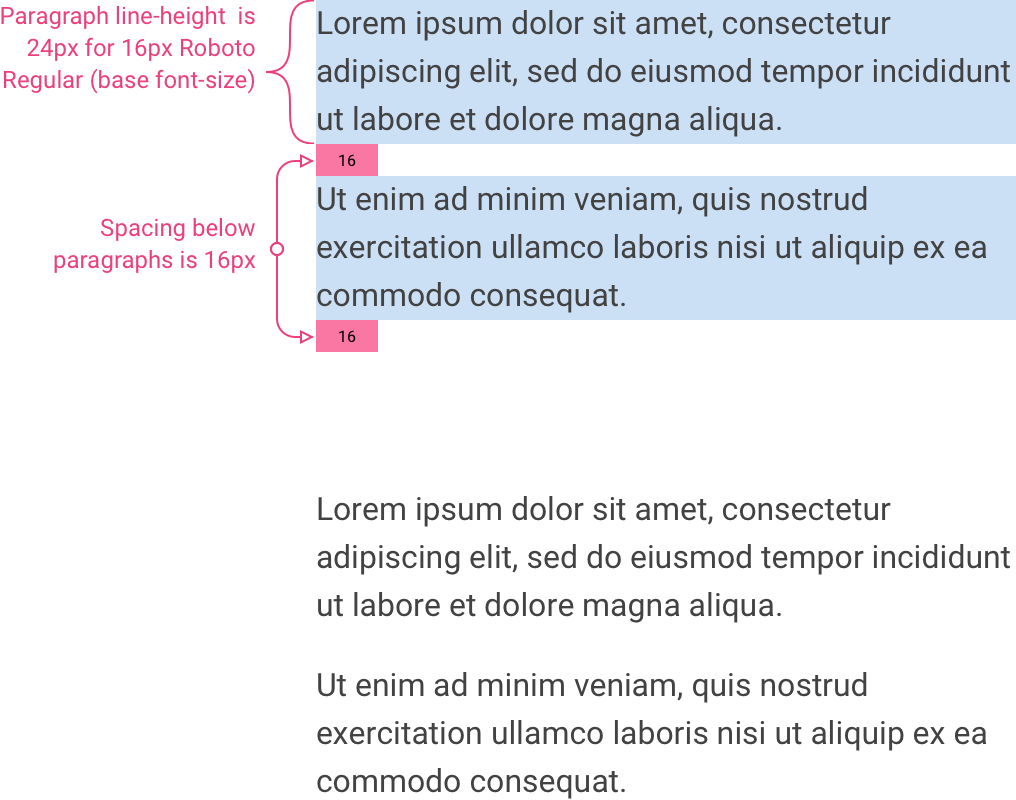 Paragraph line-height  is
24px for 16px Roboto
Regular (base font-size)
Lorem ipsum dolor sit amet, consectetur
adipiscing elit, sed do eiusmod tempor incididunt
ut labore et dolore magna aliqua.
16
Ut enim ad minim veniam, quis nostrud
exercitation ullamco laboris nisi ut aliquip ex ea
commodo consequat.
Spacing below
paragraphs is 16px
16
Lorem ipsum dolor sit amet, consectetur
adipiscing elit, sed do eiusmod tempor incididunt
ut labore et dolore magna aliqua.
Ut enim ad minim veniam, quis nostrud
exercitation ullamco laboris nisi ut aliquip ex ea
commodo consequat.